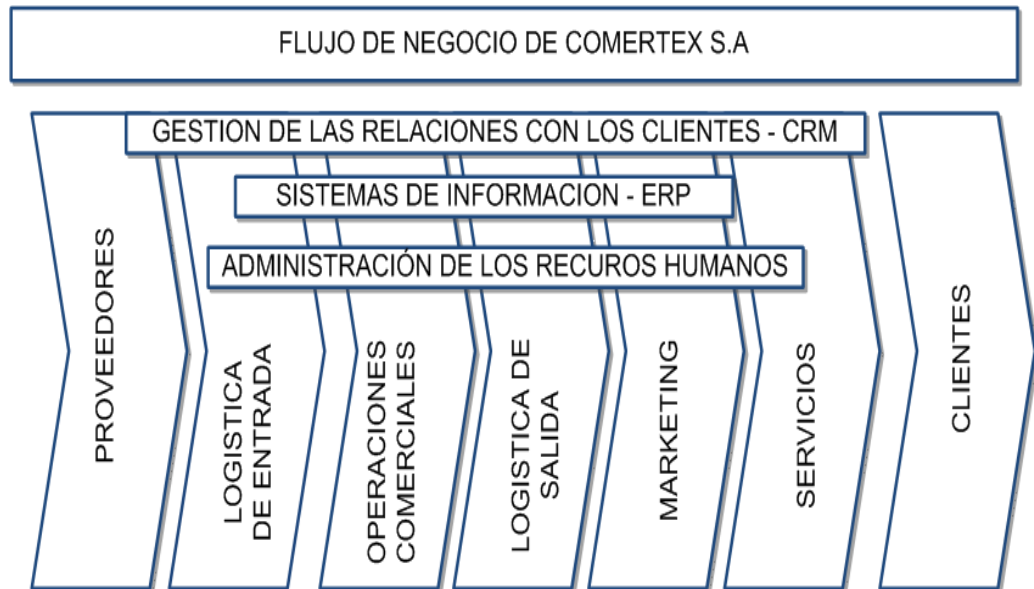 FLUJO DE NEGOCIO DE COMERTEX S.A
GESTION DE LAS RELACIONES CON LOS CLIENTES - CRM
SISTEMAS DE INFORMACION - ERP
ADMINISTRACIÓN DE LOS RECUROS HUMANOS
PROVEEDORES
LOGISTICA
DE ENTRADA
OPERACIONES
COMERCIALES
LOGISTICA DE
SALIDA
MARKETING
SERVICIOS
CLIENTES